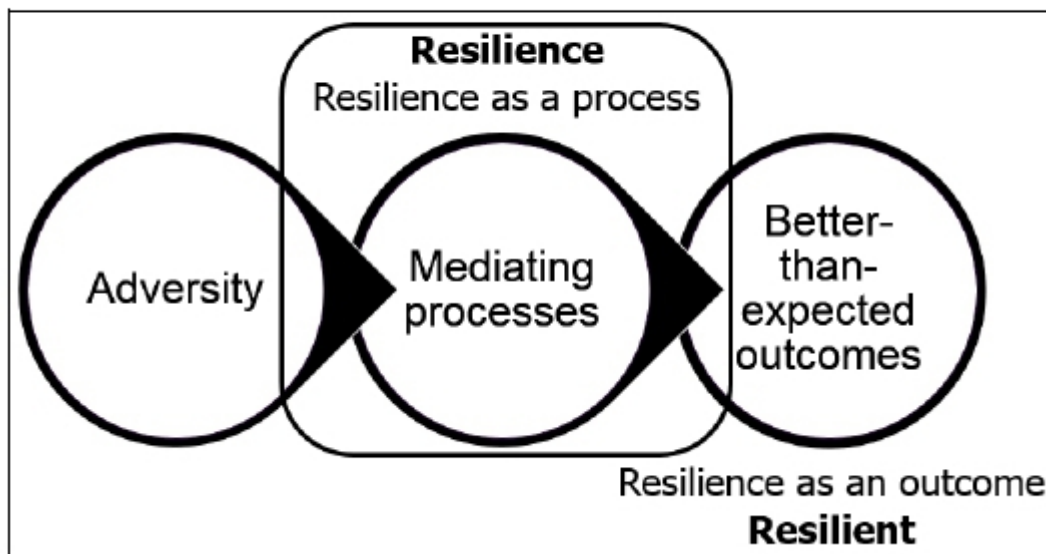 Resilience
Resilience as a process
Adversity
Mediating
processes
Better-
than-
expected
outcomes
Resilience as an outcome
Resilient